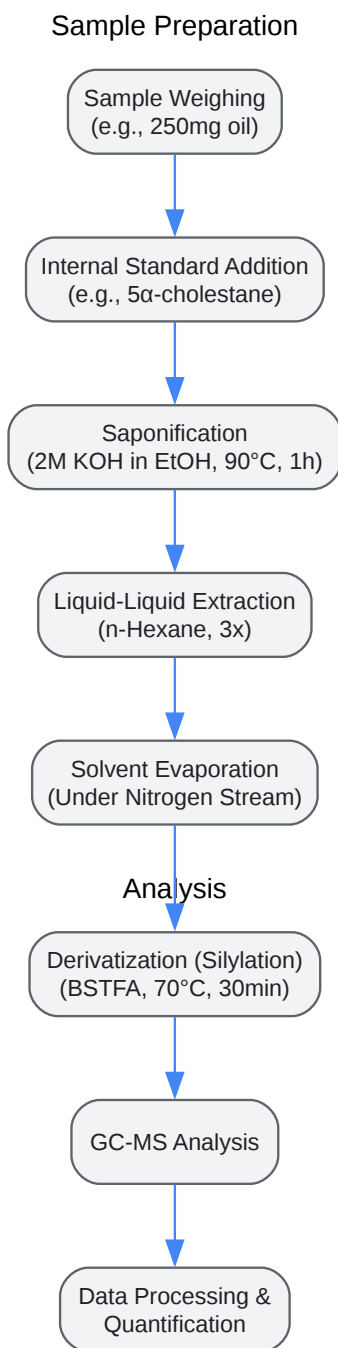 Sample Preparation
Sample Weighing
(e.g., 250mg oil)
Internal Standard Addition
(e.g., 5α-cholestane)
Saponification
(2M KOH in EtOH, 90°C, 1h)
Liquid-Liquid Extraction
(n-Hexane, 3x)
Solvent Evaporation
(Under Nitrogen Stream)
Analysis
Derivatization (Silylation)
(BSTFA, 70°C, 30min)
GC-MS Analysis
Data Processing &
Quantification